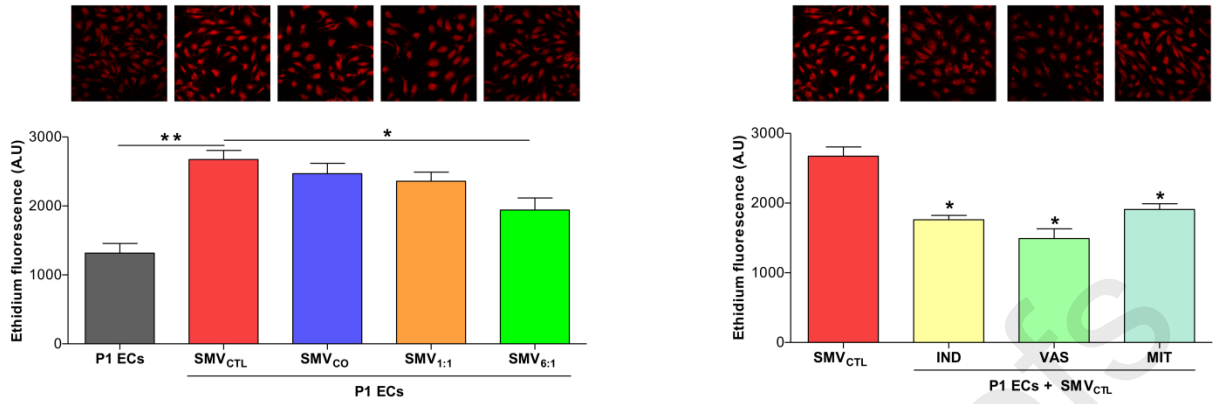 Ethidium fluorescence (A.U)
3000
2000
1000
0
**
*
P1 ECs
SMVCTL
SMVCO
SMV1:1
SMV6:1
P1 ECs
Ethidium fluorescence (A.U)
3000
2000
1000
0
*
*
*
SMVCTL
IND
VAS
MIT
P1 ECs + SMVCTL